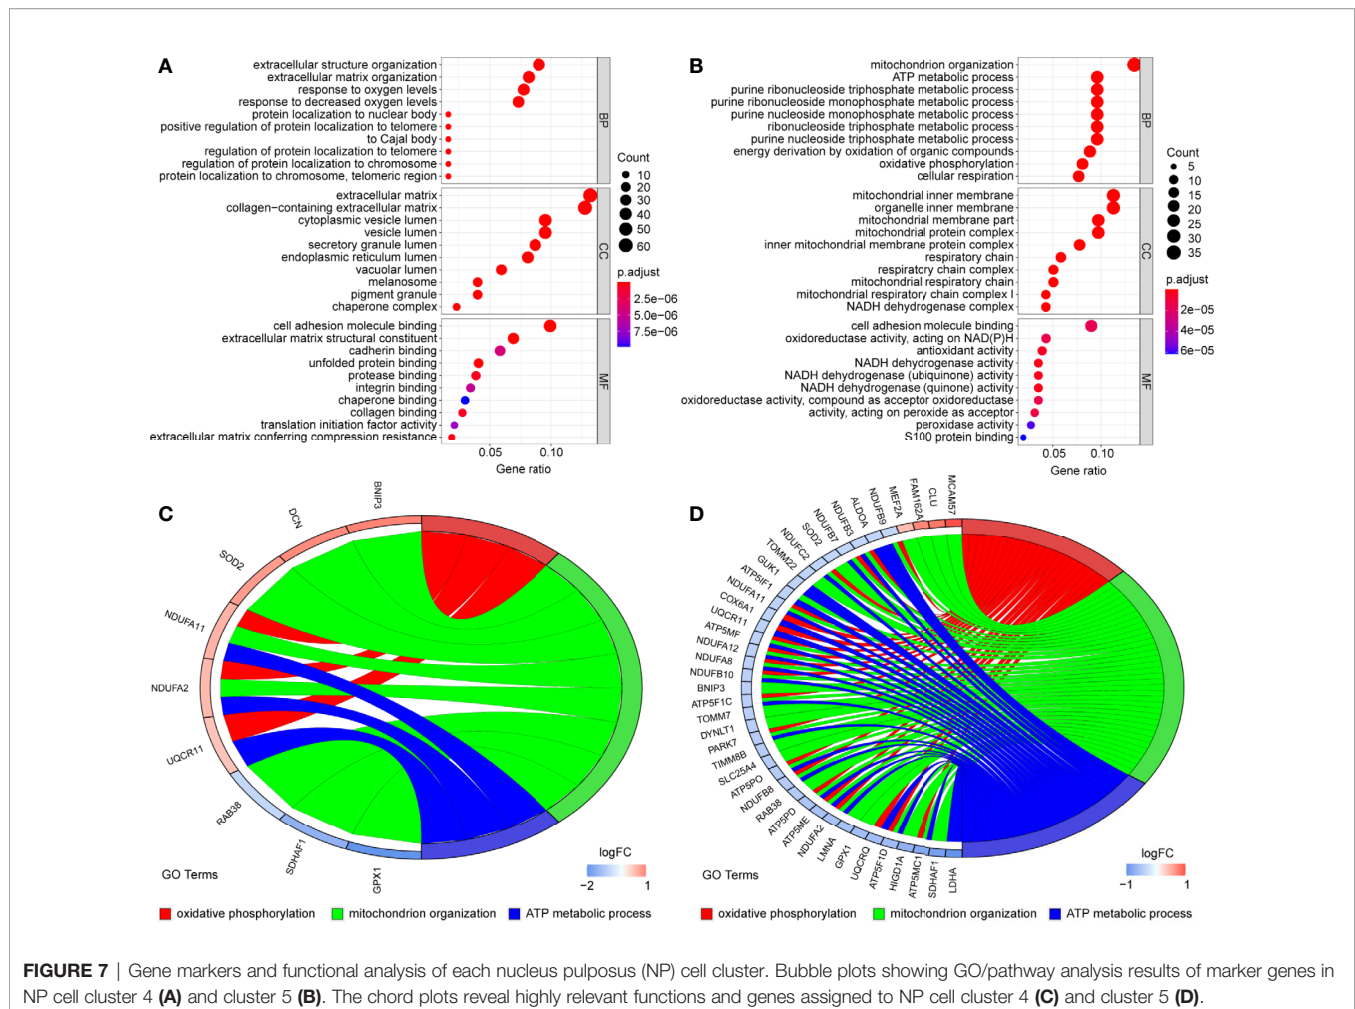 A
extracellular structure organization
extracellular matrix organization
response to oxygen levels
response to decreased oxygen levels
protein localization to nuclear body
positive regulation of protein localization to telomere
to Cajal body
regulation of protein localization to telomere
regulation of protein localization to chromosome
protein localization to chromosome, telomeric region
BP
extracellular matrix
collagen−containing extracellular matrix
cytoplasmic vesicle lumen
vesicle lumen
secretory granule lumen
endoplasmic reticulum lumen
vacuolar lumen
melanosome
pigment granule
chaperone complex
CC
cell adhesion molecule binding
extracellular matrix structural constituent
cadherin binding
unfolded protein binding
protease binding
integrin binding
chaperone binding
collagen binding
translation initiation factor activity
extracellular matrix conferring compression resistance
MF
0.05 0.10
Gene ratio
Count
10
20
30
40
50
60
p.adjust
2.5e−06
5.0e−06
7.5e−06
B
mitochondrion organization
ATP metabolic process
purine ribonucleoside triphosphate metabolic process
purine ribonucleoside monophosphate metabolic process
purine nucleoside monophosphate metabolic process
ribonucleoside triphosphate metabolic process
purine nucleoside triphosphate metabolic process
energy derivation by oxidation of organic compounds
oxidative phosphorylation
cellular respiration
BP
mitochondrial inner membrane
organelle inner membrane
mitochondrial membrane part
mitochondrial protein complex
inner mitochondrial membrane protein complex
respiratory chain
respiratory chain complex
mitochondrial respiratory chain
mitochondrial respiratory chain complex I
NADH dehydrogenase complex
CC
cell adhesion molecule binding
oxidoreductase activity, acting on NAD(P)H
antioxidant activity
NADH dehydrogenase activity
NADH dehydrogenase (ubiquinone) activity
NADH dehydrogenase (quinone) activity
oxidoreductase activity, compound as acceptor oxidoreductase
activity, acting on peroxide as acceptor
peroxidase activity
S100 protein binding
MF
0.05 0.10
Gene ratio
Count
5
10
15
20
25
30
35
p.adjust
2e−05
4e−05
6e−05
C
BNIP3
DCN
SOD2
NDUFA11
NDUFA2
UQCR11
RAB38
SDHAF1
GPX1
logFC
−2 1
GO Terms
oxidative phosphorylation mitochondrion organization ATP metabolic process
D
MCAM57
CLU
FAM162A
MEF2A
NDUFB9
ALDOA
NDUFB3
NDUFB7
SOD2
NDUFC2
TOMM22
GUK1
ATP5IF1
NDUFA11
COX6A1
UQCR11
ATP5MF
NDUFA12
NDUFA8
NDUFB10
BNIP3
ATP5F1C
TOMM7
DYNLT1
PARK7
TIMM8B
SLC25A4
ATP5PO
NDUFB8
RAB38
ATP5PD
ATP5ME
NDUFA2
LMNA
GPX1
UQCRQ
ATP5F1D
HIGD1A
ATP5MC1
SDHAF1
LDHA
logFC
−1 1
GO Terms
oxidative phosphorylation mitochondrion organization ATP metabolic process
FIGURE 7 | Gene markers and functional analysis of each nucleus pulposus (NP) cell cluster. Bubble plots showing GO/pathway analysis results of marker genes in
NP cell cluster 4 (A) and cluster 5 (B). The chord plots reveal highly relevant functions and genes assigned to NP cell cluster 4 (C) and cluster 5 (D).